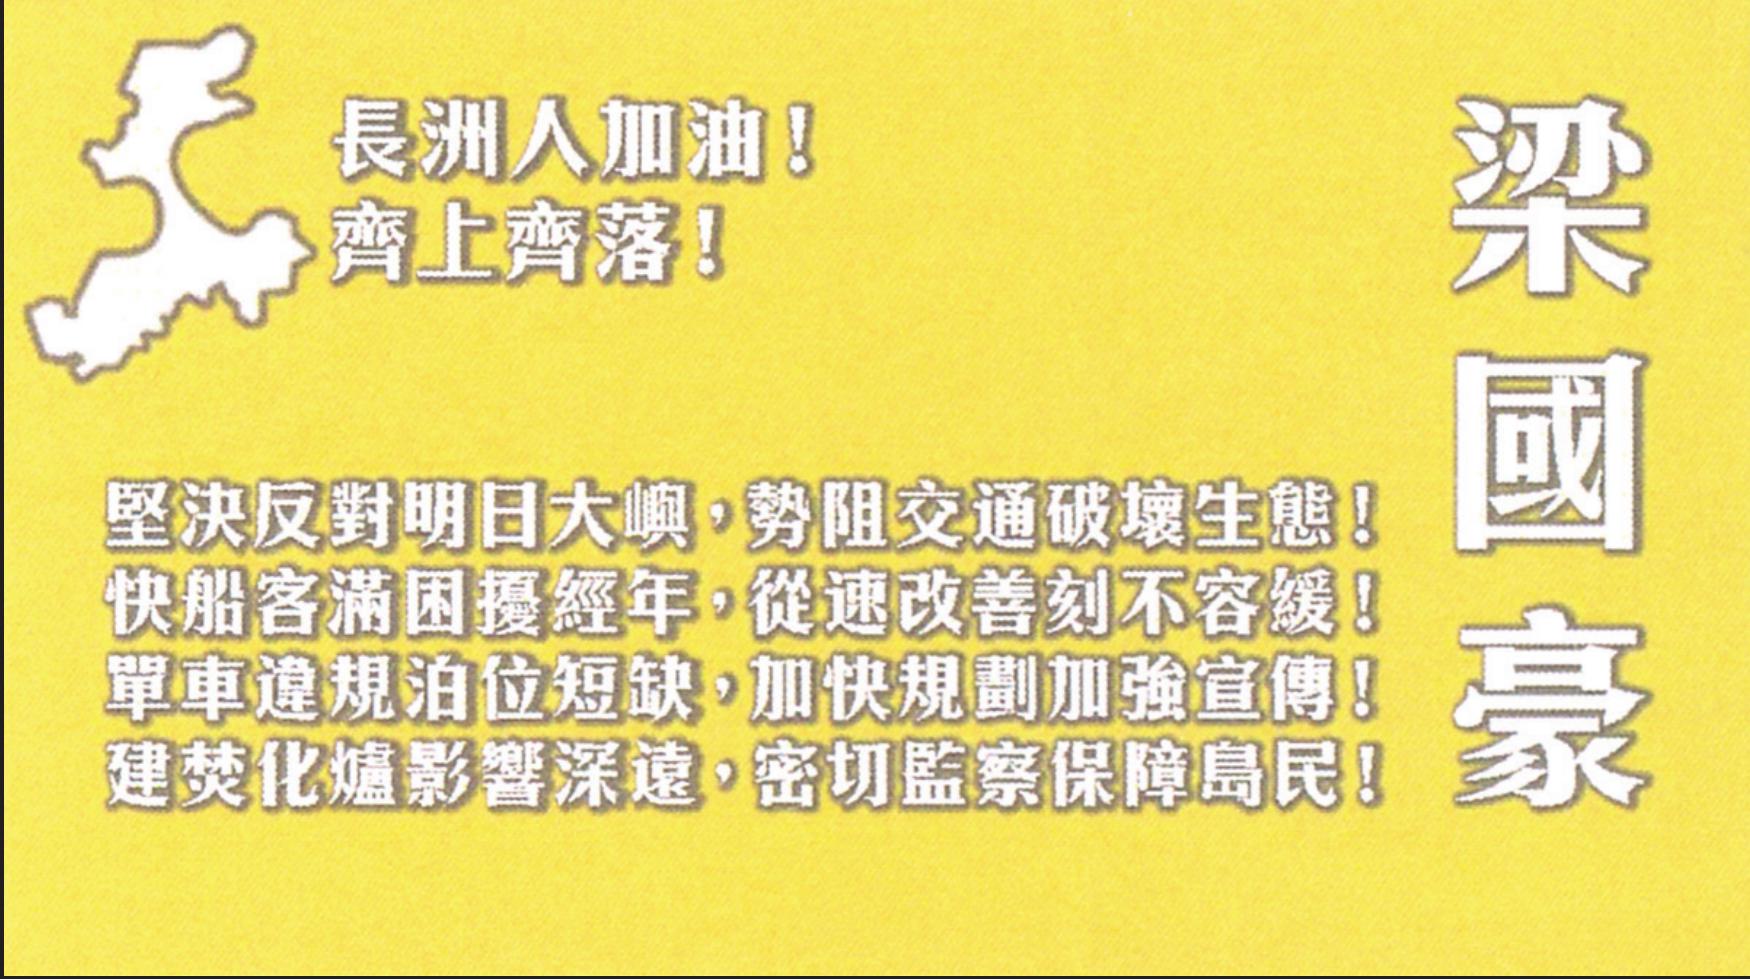 長洲人加油！
齊上齊落！
梁國豪
堅決反對明日大嶼，勢阻交通破壞生態！
快船客滿困擾經年，從速改善刻不容緩！
單車違規泊位短缺，加快規劃加強宣傳！
建焚化爐影響深遠，密切監察保障島民！